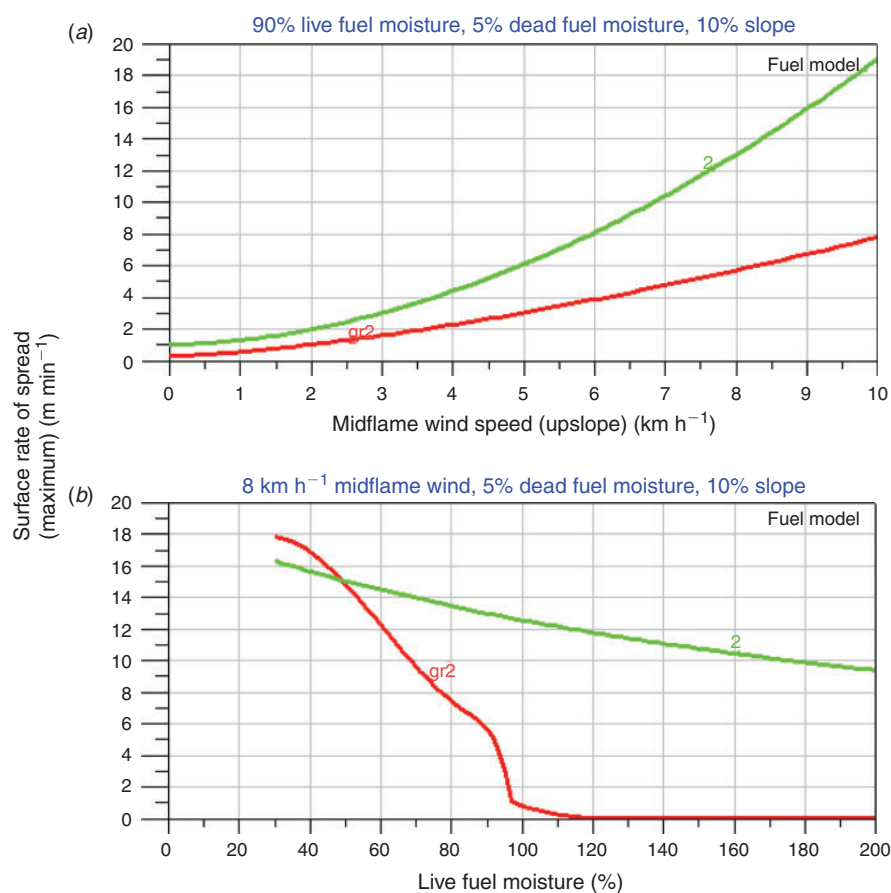 (a)
90% live fuel moisture, 5% dead fuel moisture, 10% slope
20
18
16
14
12
10
8
6
4
2
0
Fuel model
2
gr2
0 1 2 3 4 5 6 7 8 9 10
Midflame wind speed (upslope) (km h⁻¹)
Surface rate of spread
(maximum) (m min⁻¹)
(b)
8 km h⁻¹ midflame wind, 5% dead fuel moisture, 10% slope
20
18
16
14
12
10
8
6
4
2
0
Fuel model
2
gr2
0 20 40 60 80 100 120 140 160 180 200
Live fuel moisture (%)